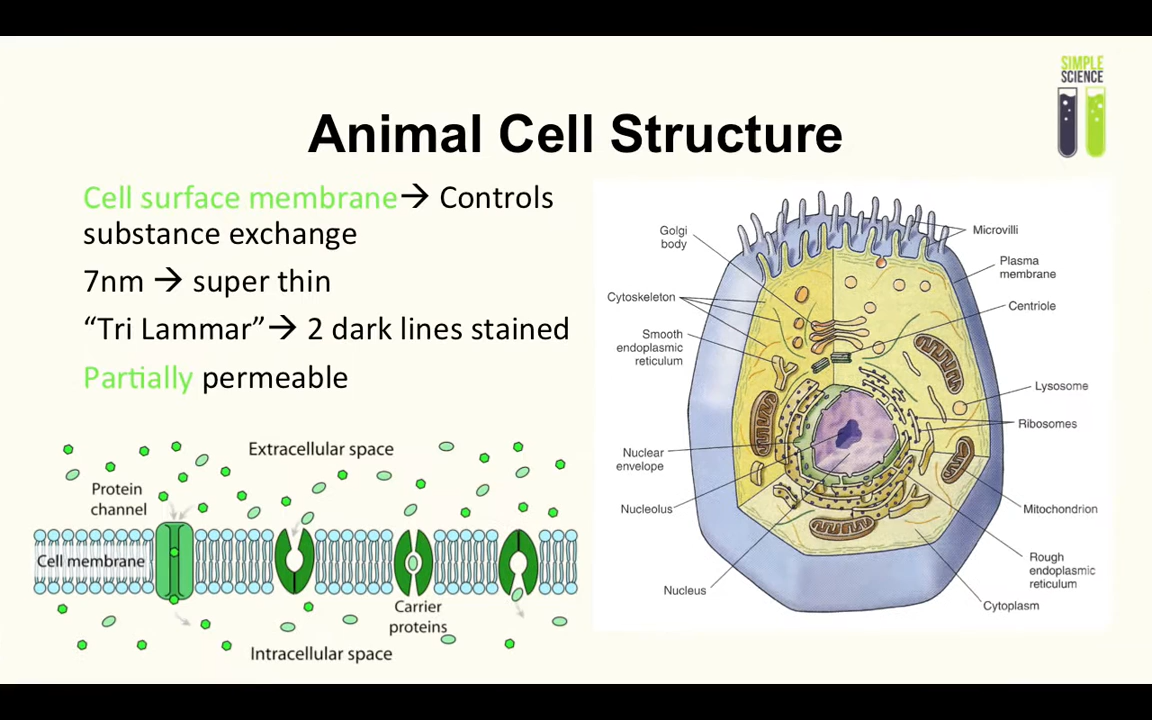 SIMPLE
SCIENCE
Animal Cell Structure
Cell surface membrane→ Controls
substance exchange
7nm → super thin
“Tri Lammar”→ 2 dark lines stained
Partially permeable
Extracellular space
Protein
channel
Cell membrane
Carrier
proteins
Intracellular space
Golgi
body
Cytoskeleton
Smooth
endoplasmic
reticulum
Nuclear
envelope
Nucleolus
Nucleus
Microvilli
Plasma
membrane
Centriole
Lysosome
Ribosomes
Mitochondrion
Rough
endoplasmic
reticulum
Cytoplasm